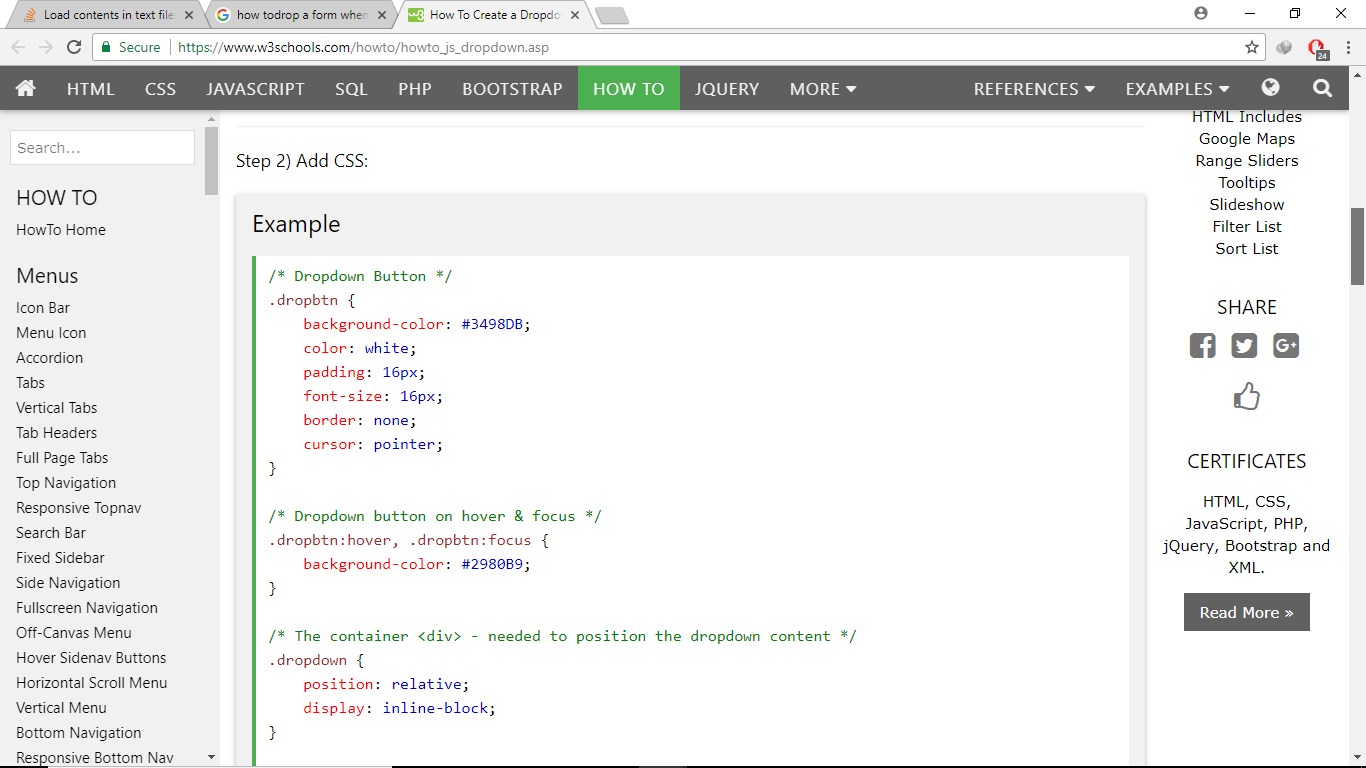 Load contents in text file
how todrop a form when
How To Create a Dropdo
Secure
https://www.w3schools.com/howto/howto_js_dropdown.asp
24
HTML CSS JAVASCRIPT SQL PHP BOOTSTRAP HOW TO JQUERY MORE REFERENCES EXAMPLES
Search...
HOW TO
HowTo Home
Menus
Icon Bar
Menu Icon
Accordion
Tabs
Vertical Tabs
Tab Headers
Full Page Tabs
Top Navigation
Responsive Topnav
Search Bar
Fixed Sidebar
Side Navigation
Fullscreen Navigation
Off-Canvas Menu
Hover Sidenav Buttons
Horizontal Scroll Menu
Vertical Menu
Bottom Navigation
Responsive Bottom Nav
Step 2) Add CSS:
Example
/* Dropdown Button */
.dropbtn {
    background-color: #3498DB;
    color: white;
    padding: 16px;
    font-size: 16px;
    border: none;
    cursor: pointer;
}
/* Dropdown button on hover & focus */
.dropbtn:hover, .dropbtn:focus {
    background-color: #2980B9;
}
/* The container <div> - needed to position the dropdown content */
.dropdown {
    position: relative;
    display: inline-block;
}
HTML Includes
Google Maps
Range Sliders
Tooltips
Slideshow
Filter List
Sort List
SHARE
G+
CERTIFICATES
HTML, CSS,
JavaScript, PHP,
jQuery, Bootstrap and
XML.
Read More »